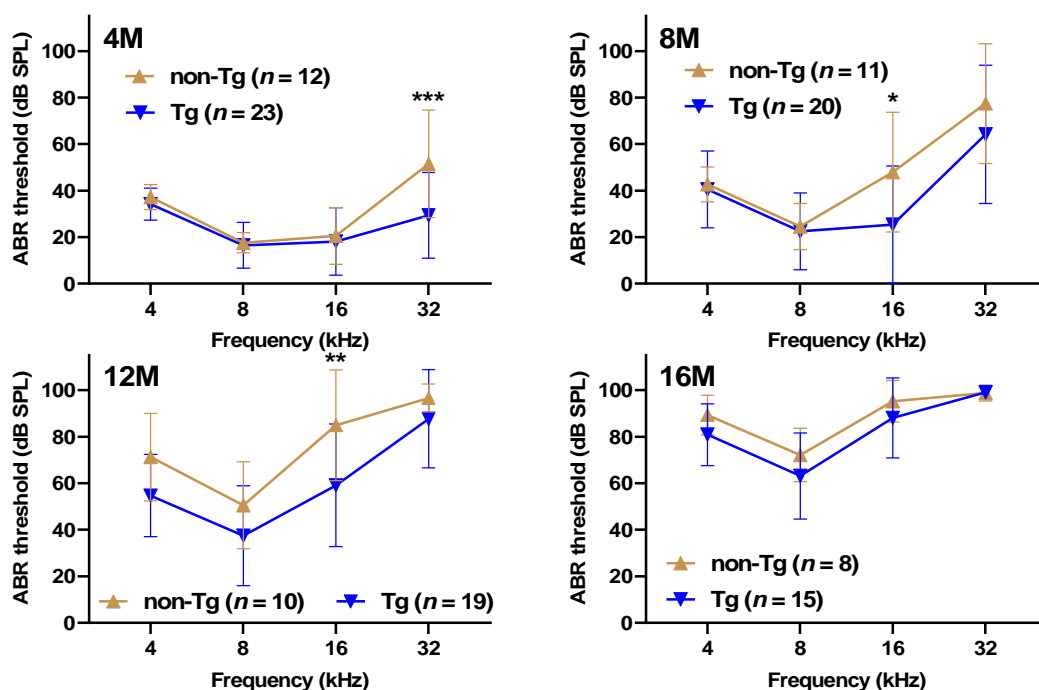 4M
ABR threshold (dB SPL)
100
80
60
40
20
0
non-Tg (n = 12)
Tg (n = 23)
***
4
8
16
32
Frequency (kHz)
8M
ABR threshold (dB SPL)
100
80
60
40
20
0
non-Tg (n = 11)
Tg (n = 20)
*
4
8
16
32
Frequency (kHz)
12M
ABR threshold (dB SPL)
100
80
60
40
20
0
**
non-Tg (n = 10)
Tg (n = 19)
4
8
16
32
Frequency (kHz)
16M
ABR threshold (dB SPL)
100
80
60
40
20
0
non-Tg (n = 8)
Tg (n = 15)
4
8
16
32
Frequency (kHz)